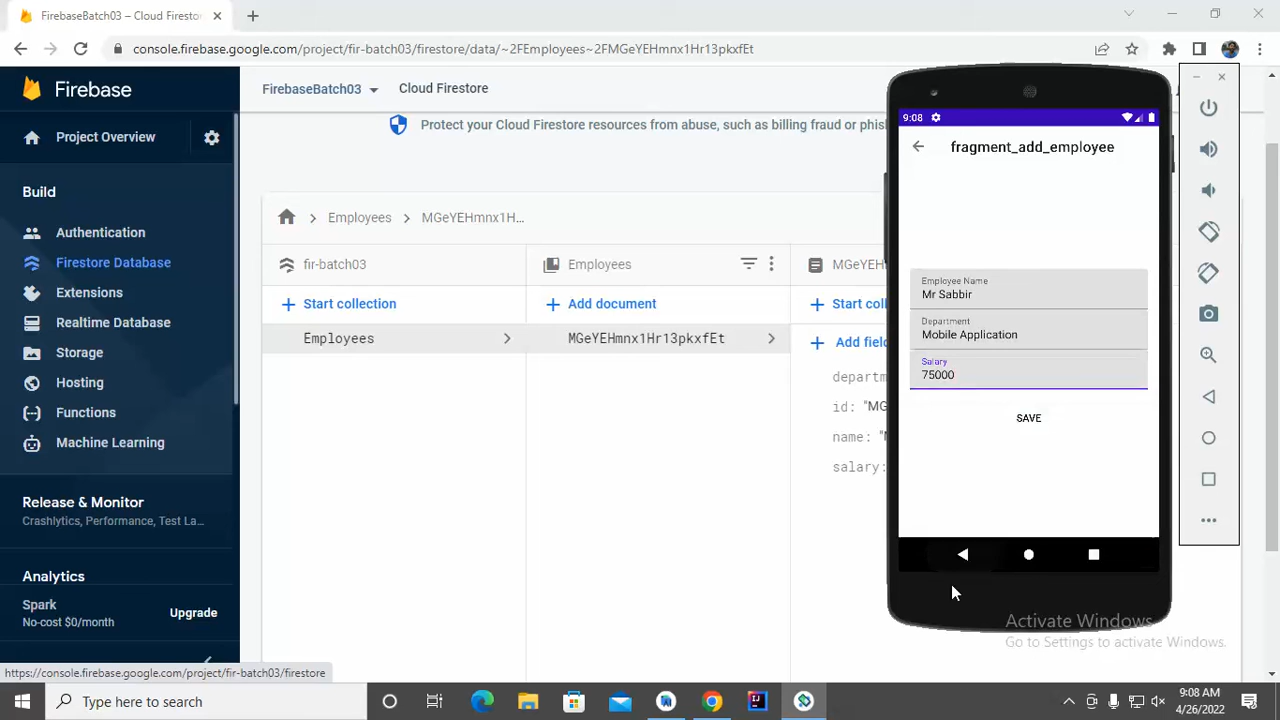 FirebaseBatch03 – Cloud Firestor
console.firebase.google.com/project/fir-batch03/firestore/data/~2FEmployees~2FMGeYEHmnx1Hr13pkxfEt
Firebase
Project Overview
Build
Authentication
Firestore Database
Extensions
Realtime Database
Storage
Hosting
Functions
Machine Learning
Release & Monitor
Crashlytics, Performance, Test La...
Analytics
Spark
No-cost $0/month
Upgrade
https://console.firebase.google.com/project/fir-batch03/firestore
FirebaseBatch03
Cloud Firestore
Protect your Cloud Firestore resources from abuse, such as billing fraud or phish
Employees
MGeYEHmnx1H...
fir-batch03
Start collection
Employees
Employees
Add document
MGeYEHmnx1Hr13pkxfEt
MGeYEH
Start coll
Add field
departm
id: "MG
name: "
salary:
9:08
fragment_add_employee
Employee Name
Mr Sabbir
Department
Mobile Application
Salary
75000
SAVE
Activate Windows
Go to Settings to activate Windows.
Type here to search
9:08 AM
4/26/2022